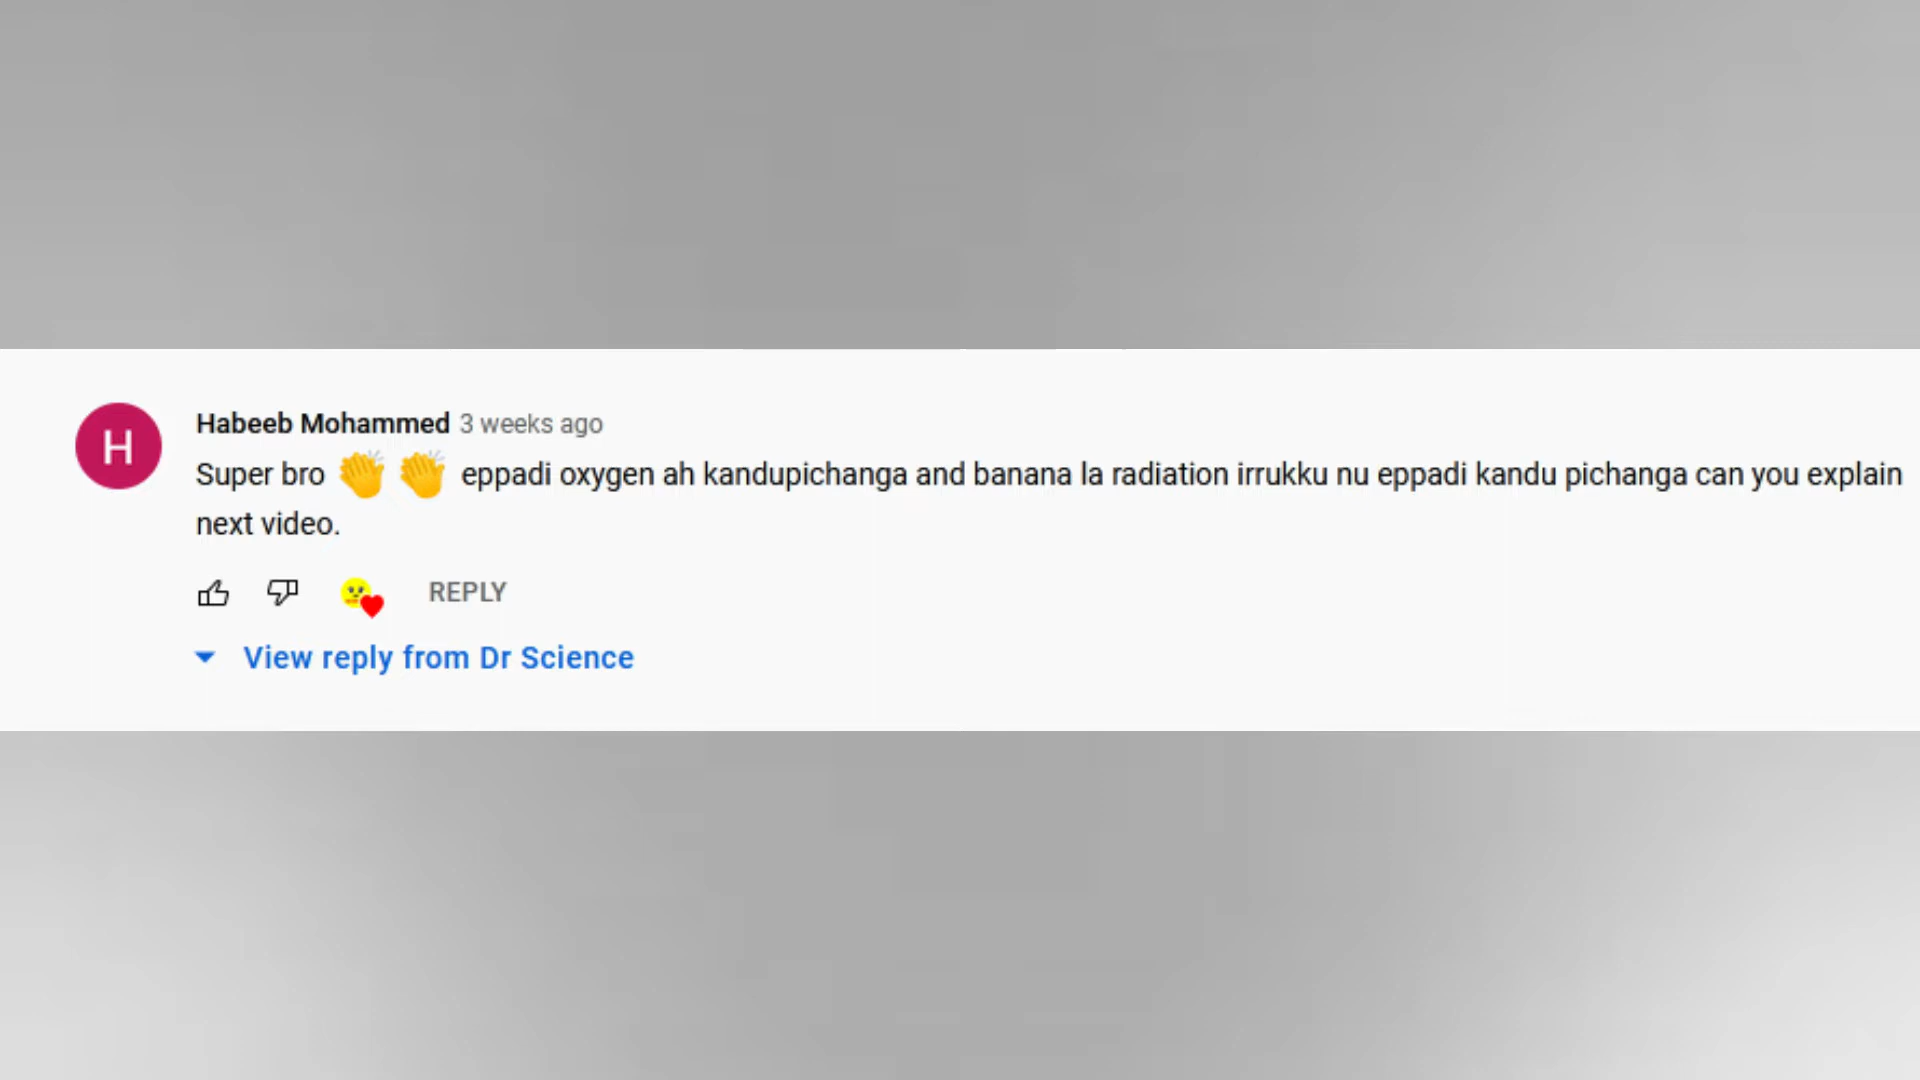 H
Habeeb Mohammed 3 weeks ago
Super bro 👏 👏 eppadi oxygen ah kandupichanga and banana la radiation irrukku nu eppadi kandu pichanga can you explain
next video.
REPLY
View reply from Dr Science